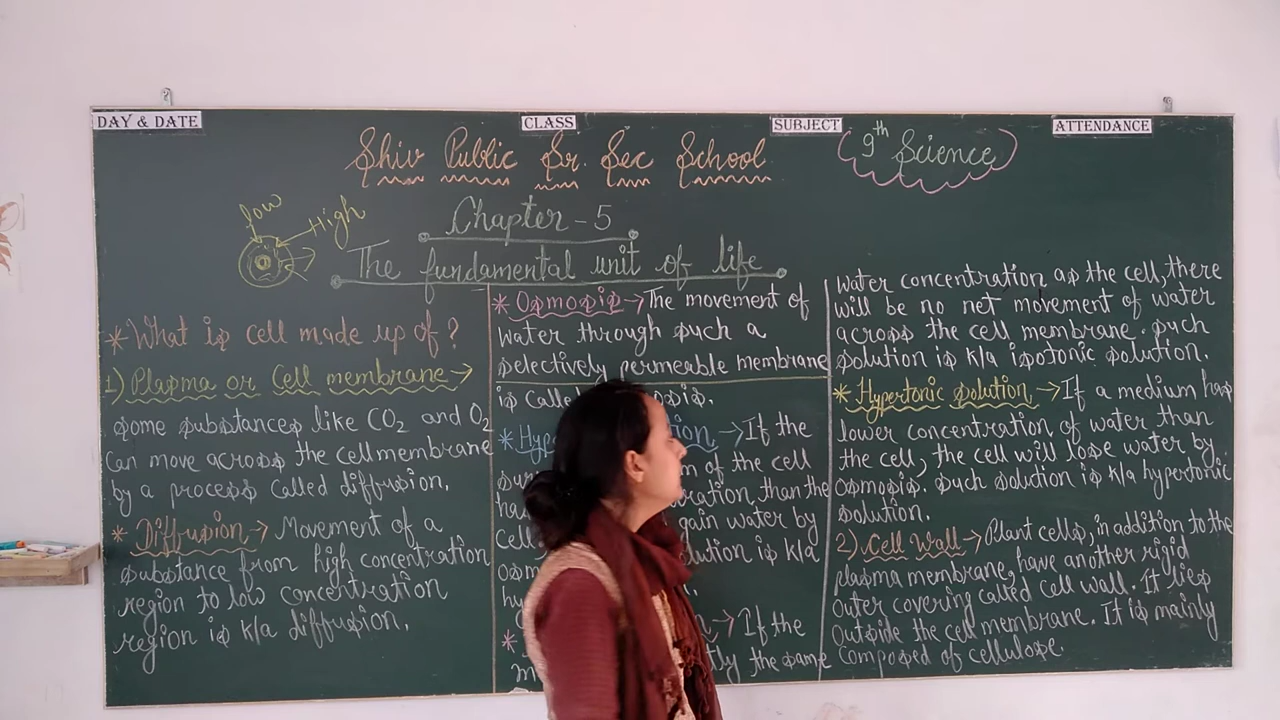 DAY & DATE
CLASS
SUBJECT
ATTENDANCE
Shiv Public Sr. Sec School
9th Science
low
High
Chapter - 5
The fundamental unit of life
* What is cell made up of?
1) Plasma or Cell membrane →
some substances like CO2 and O2
Can move across the cell membrane
by a process called diffusion.
* Diffusion → Movement of a
substance from high concentration
region to low concentration
region is k/a diffusion.
* Osmosis → The movement of
water through such a
selectively permeable membrane
is
* → If the
of the cell
than the
cell gain water by
is k/a
* → If the
the same
water concentration as the cell, there
will be no net movement of water
across the cell membrane. such
solution is k/a isotonic solution.
* Hypertonic solution → If a medium has
lower concentration of water than
the cell, the cell will lose water by
osmosis. such solution is k/a hypertonic
solution.
2) Cell Wall → Plant cells, in addition to the
plasma membrane, have another rigid
outer covering called cell wall. It lies
outside the cell membrane. It is mainly
composed of cellulose.